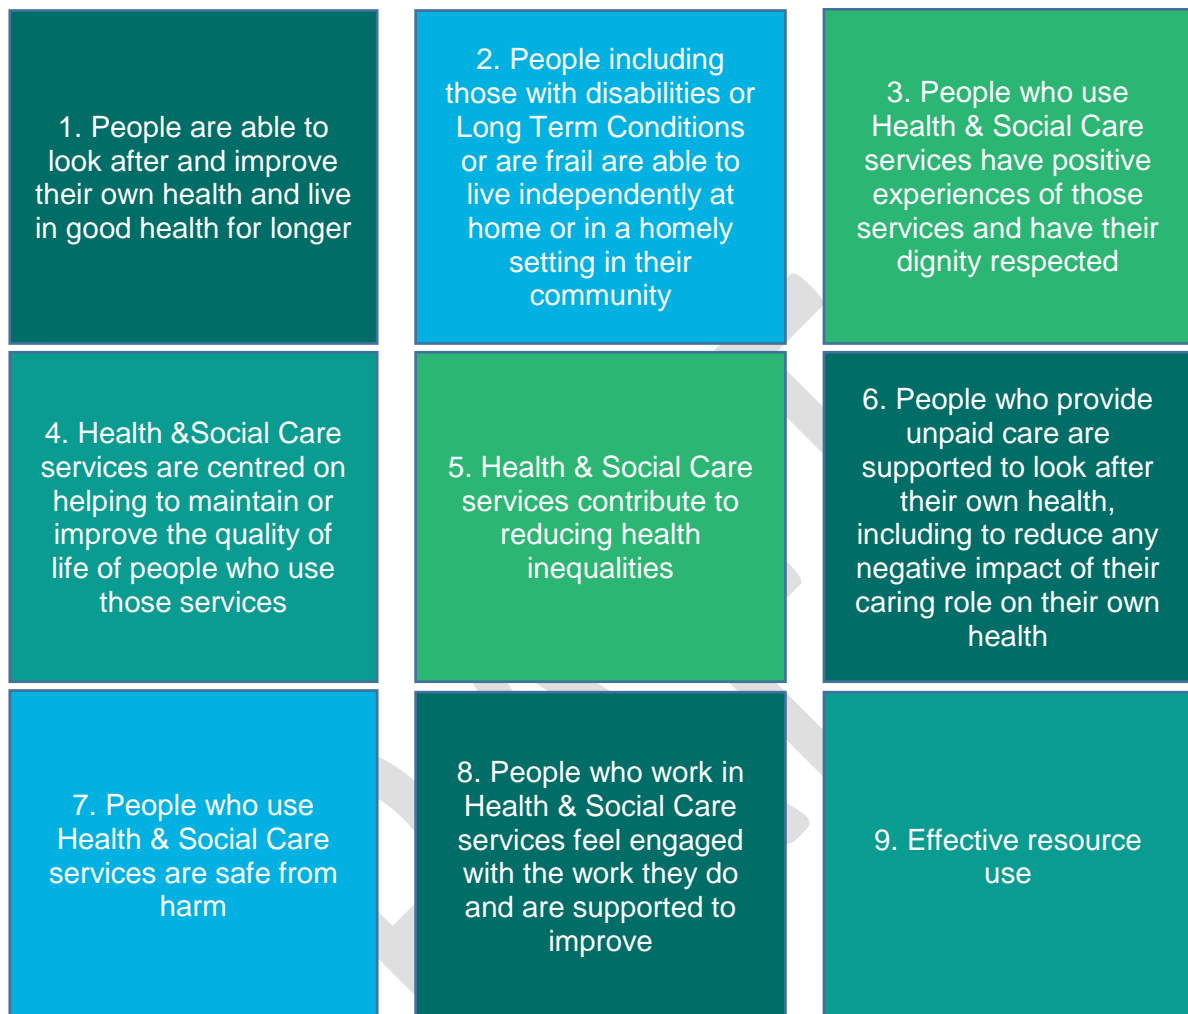 1. People are able to
look after and improve
their own health and live
in good health for longer
2. People including
those with disabilities or
Long Term Conditions
or are frail are able to
live independently at
home or in a homely
setting in their
community
3. People who use
Health & Social Care
services have positive
experiences of those
services and have their
dignity respected
4. Health &Social Care
services are centred on
helping to maintain or
improve the quality of
life of people who use
those services
5. Health & Social Care
services contribute to
reducing health
inequalities
6. People who provide
unpaid care are
supported to look after
their own health,
including to reduce any
negative impact of their
caring role on their own
health
7. People who use
Health & Social Care
services are safe from
harm
8. People who work in
Health & Social Care
services feel engaged
with the work they do
and are supported to
improve
9. Effective resource
use